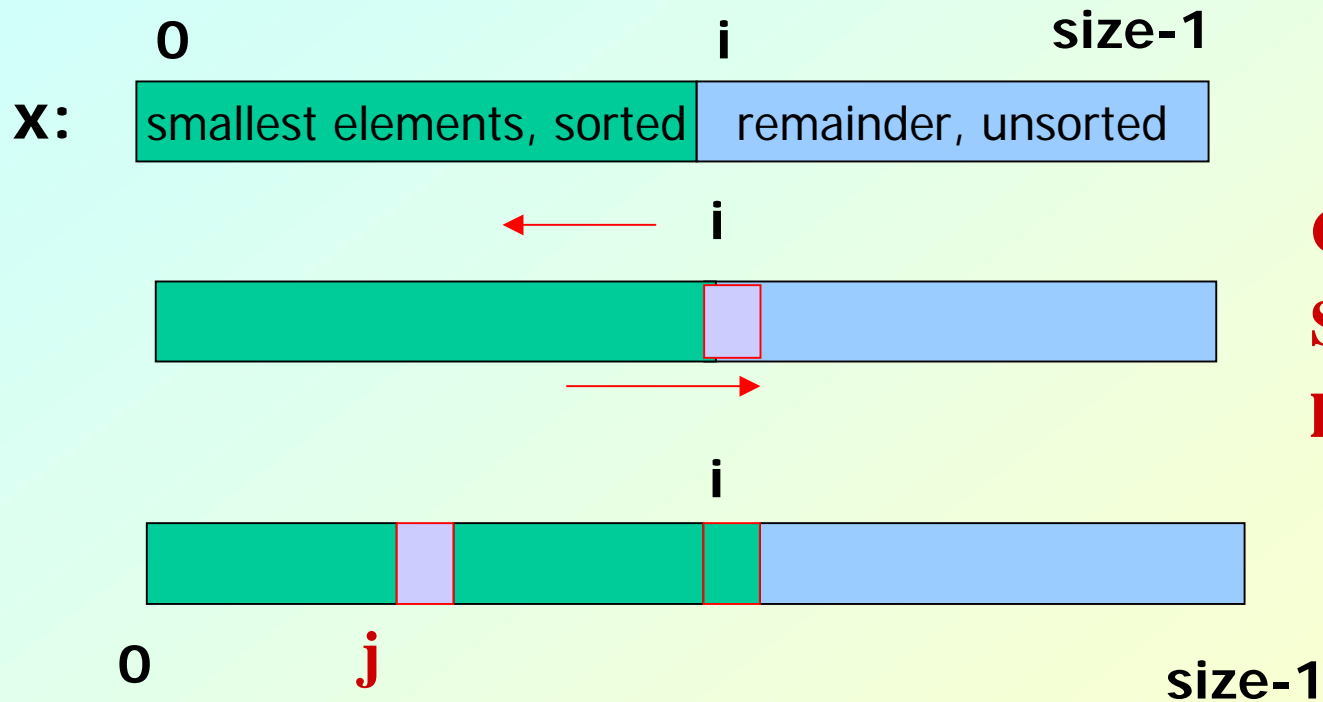 0 i size-1
x: smallest elements, sorted remainder, unsorted
i
i
0 j size-1